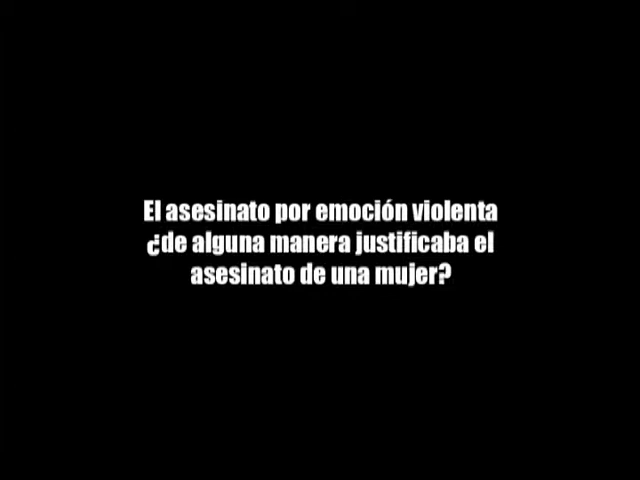 El asesinato por emoción violenta
¿de alguna manera justificaba el
asesinato de una mujer?